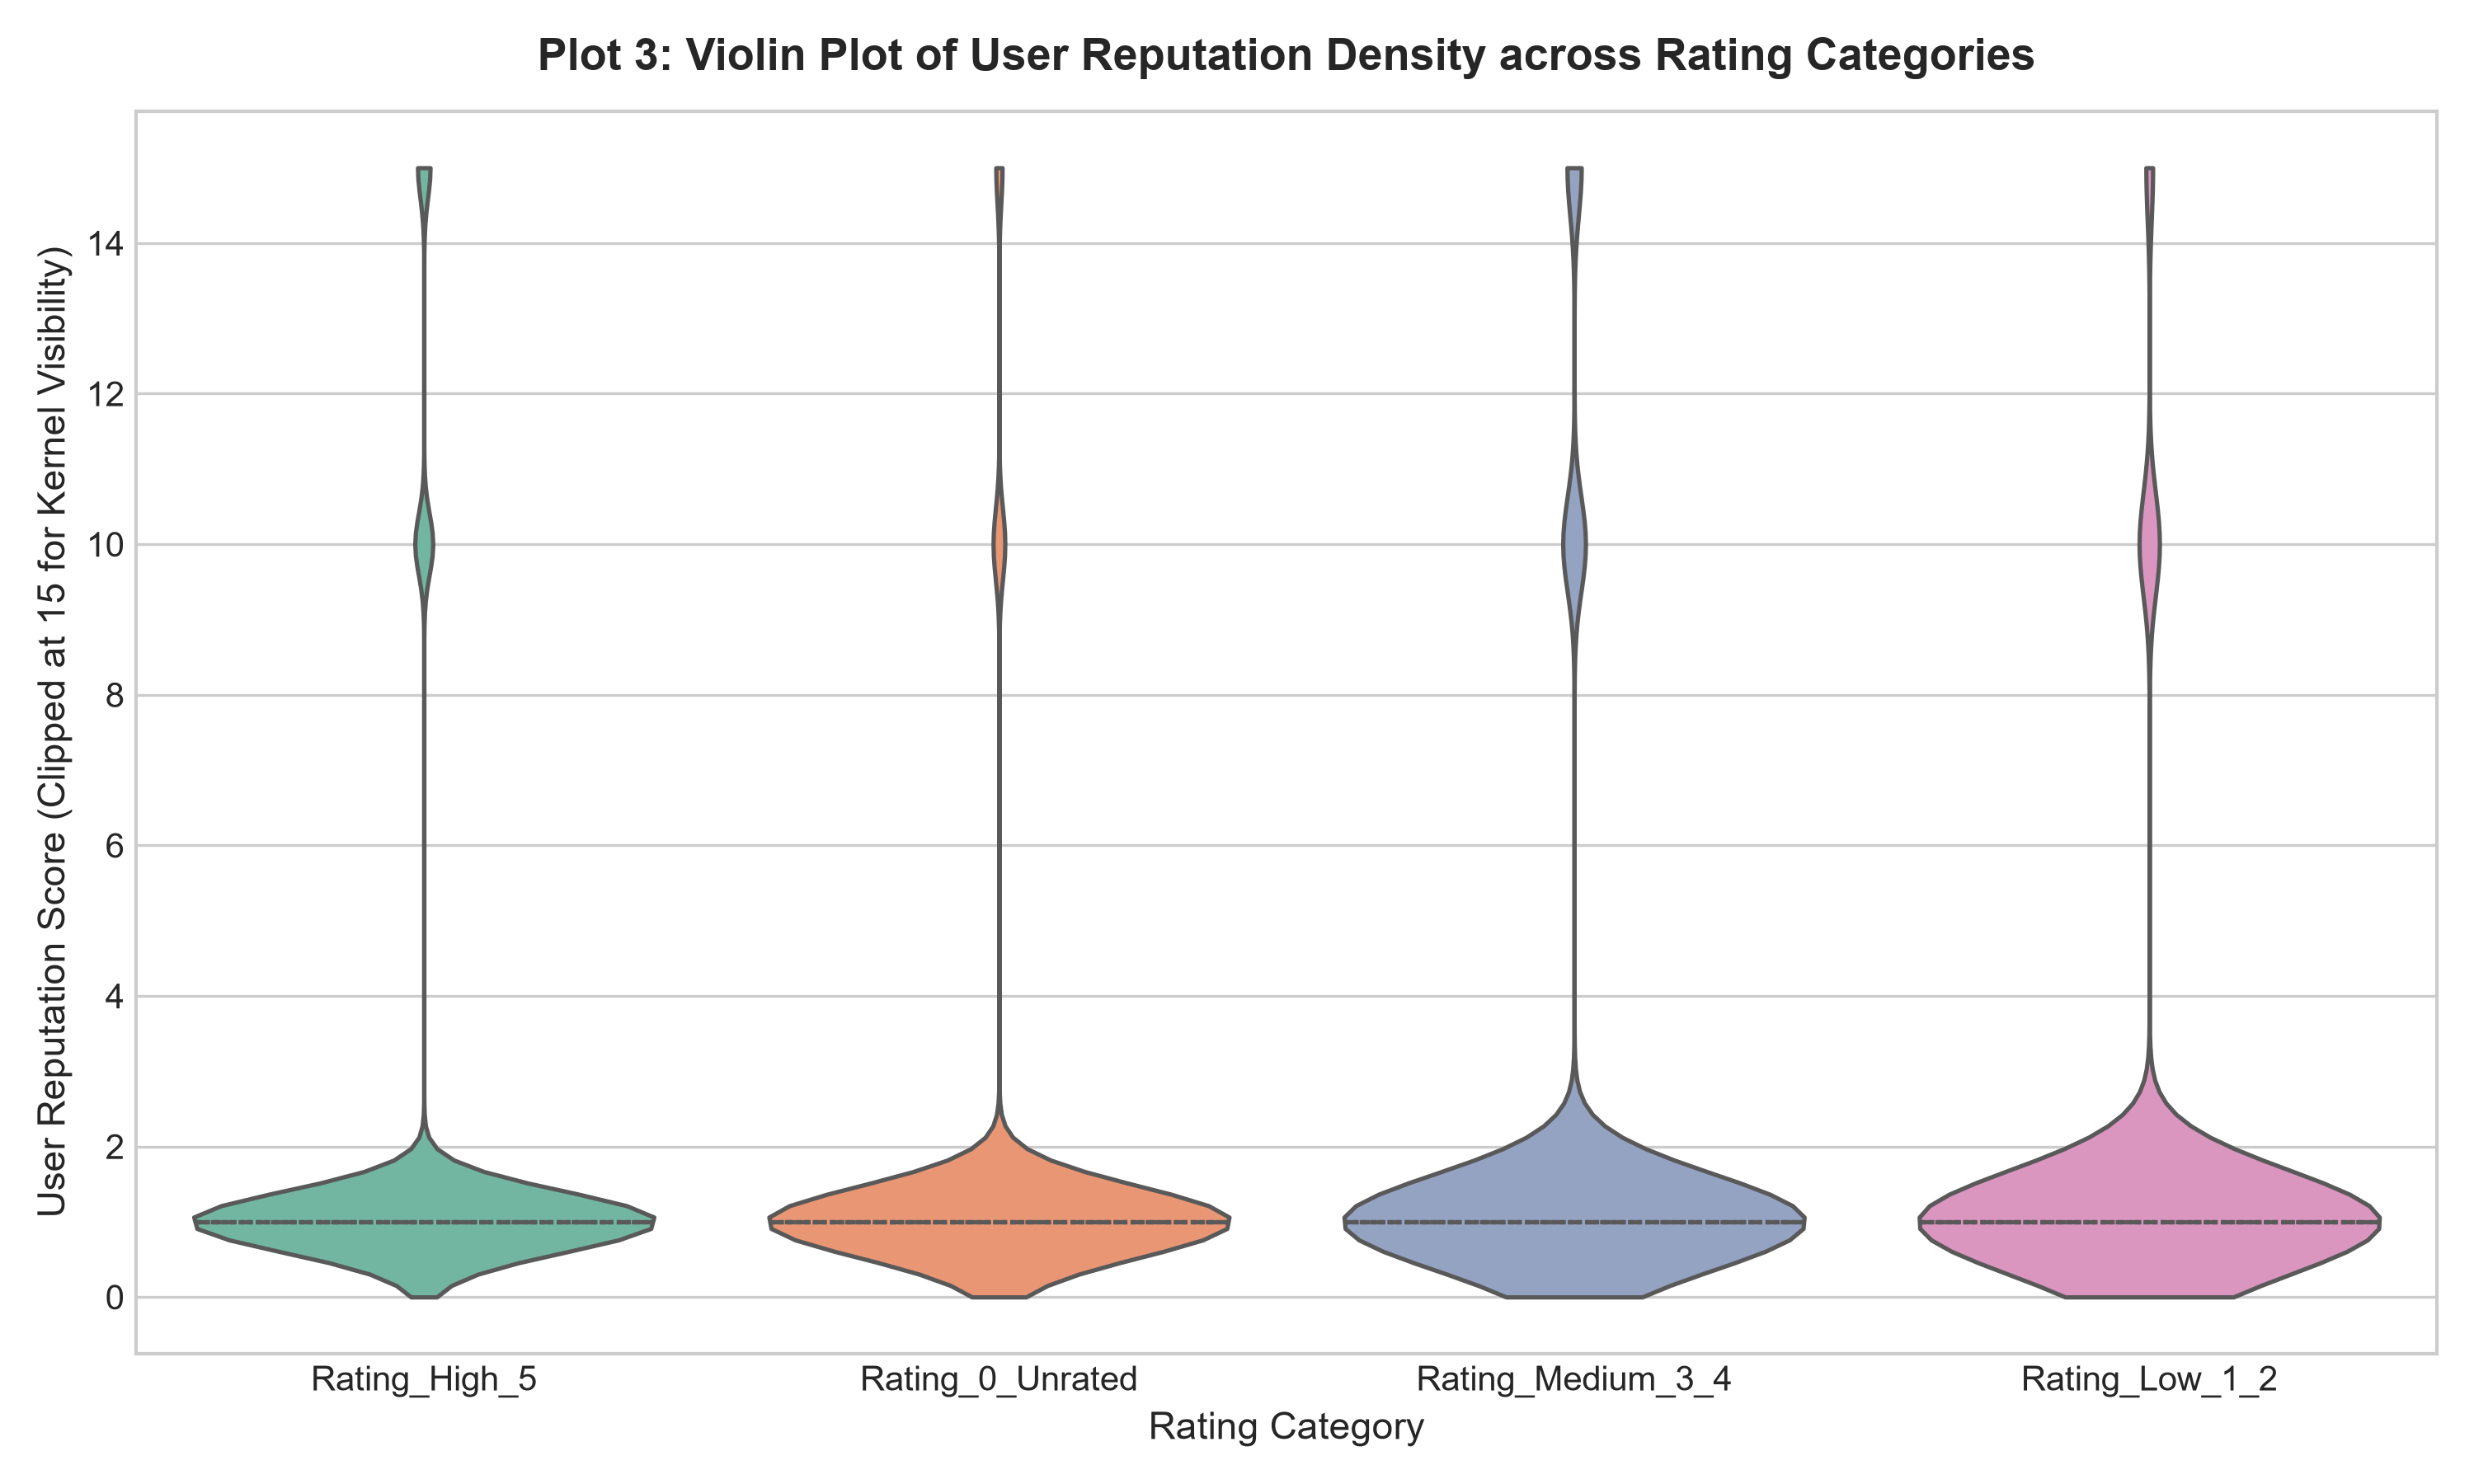 Plot 3: Violin Plot of User Reputation Density across Rating Categories
User Reputation Score (Clipped at 15 for Kernel Visibility)
14
12
10
8
6
4
2
0
Rating_High_5
Rating_0_Unrated
Rating_Medium_3_4
Rating_Low_1_2
Rating Category